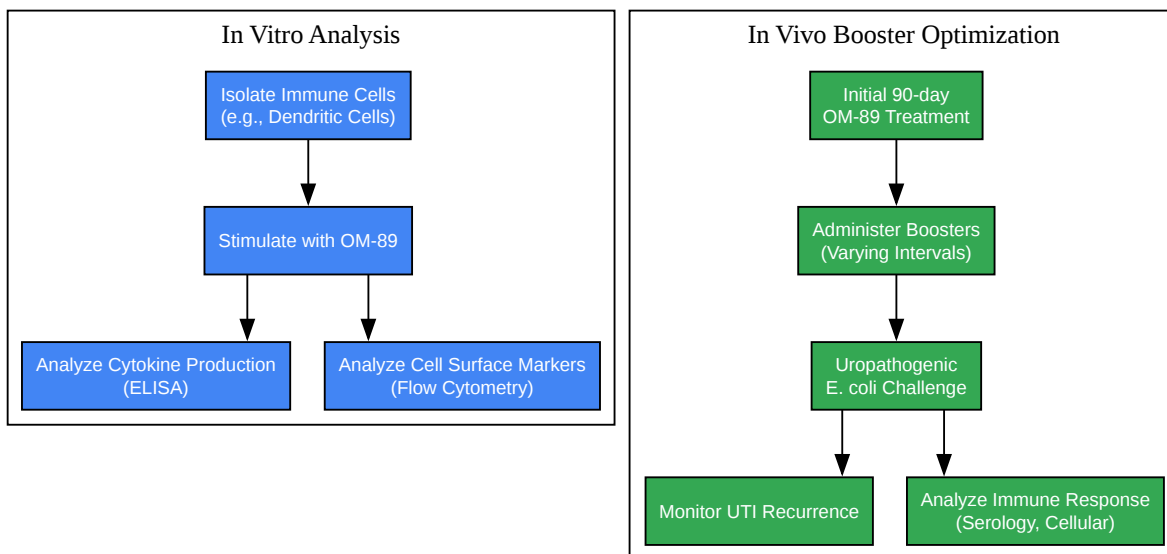 In Vitro Analysis
Isolate Immune Cells
(e.g., Dendritic Cells)
Stimulate with OM-89
Analyze Cytokine Production
(ELISA)
Analyze Cell Surface Markers
(Flow Cytometry)
In Vivo Booster Optimization
Initial 90-day
OM-89 Treatment
Administer Boosters
(Varying Intervals)
Uropathogenic
E. coli Challenge
Monitor UTI Recurrence
Analyze Immune Response
(Serology, Cellular)